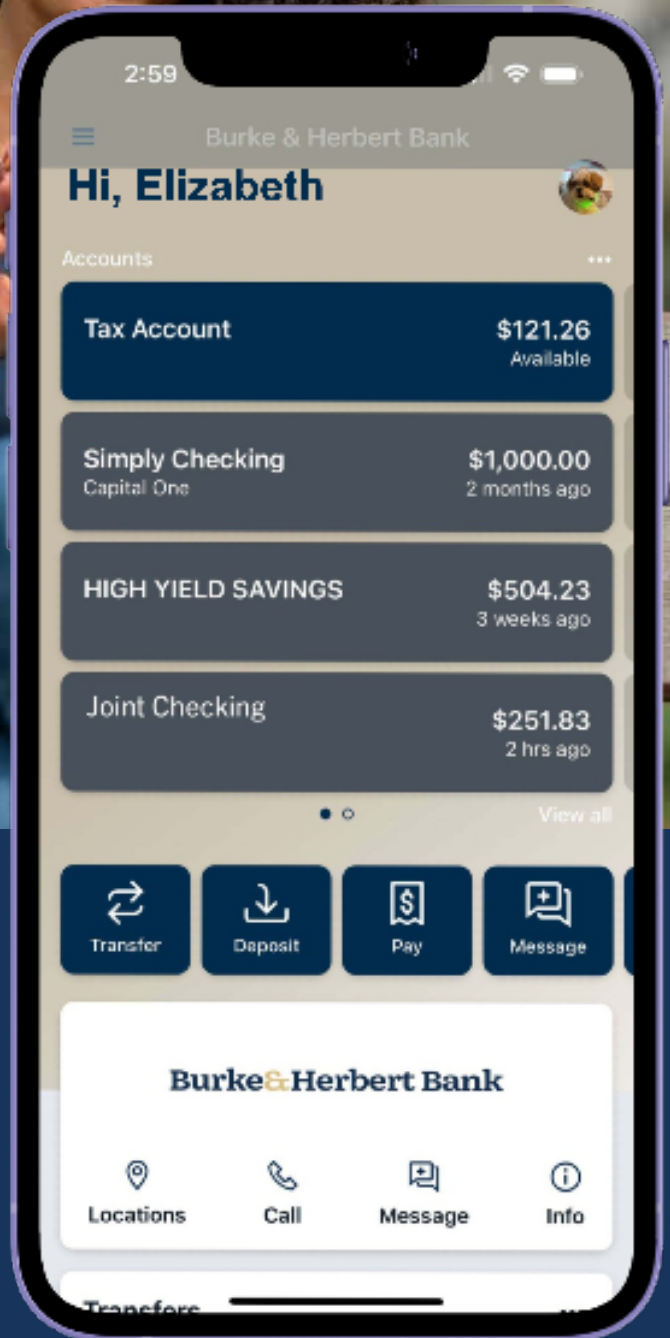 2:59
Burke & Herbert Bank
Hi, Elizabeth
Accounts
Tax Account
$121.26
Available
Simply Checking
$1,000.00
Capital One
2 months ago
HIGH YIELD SAVINGS
$504.23
3 weeks ago
Joint Checking
$251.83
2 hrs ago
View all
Transfer
Deposit
Pay
Message
Burke&Herbert Bank
Locations
Call
Message
Info
Transfers